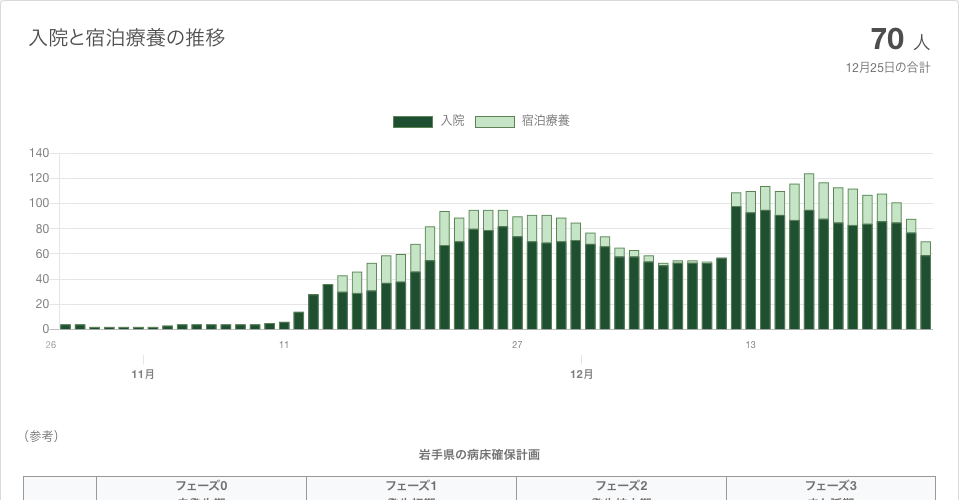 入院と宿泊療養の推移
70 人
12月25日の合計
入院 宿泊療養
140
120
100
80
60
40
20
0
26 11 27 13
11月 12月
（参考）
岩手県の病床確保計画
フェーズ0 フェーズ1 フェーズ2 フェーズ3